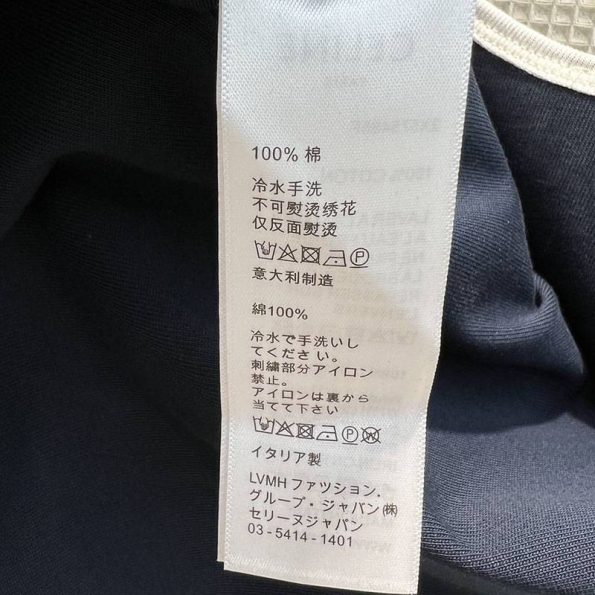 100% 棉
冷水手洗
不可熨烫绣花
仅反面熨烫
意大利制造
綿100%
冷水で手洗いし
てください。
刺繍部分アイロン
禁止。
アイロンは裏から
当てて下さい
イタリア製
LVMH ファツション.
グループ・ジャパン㈱
セリーヌジャパン
03-5414-1401